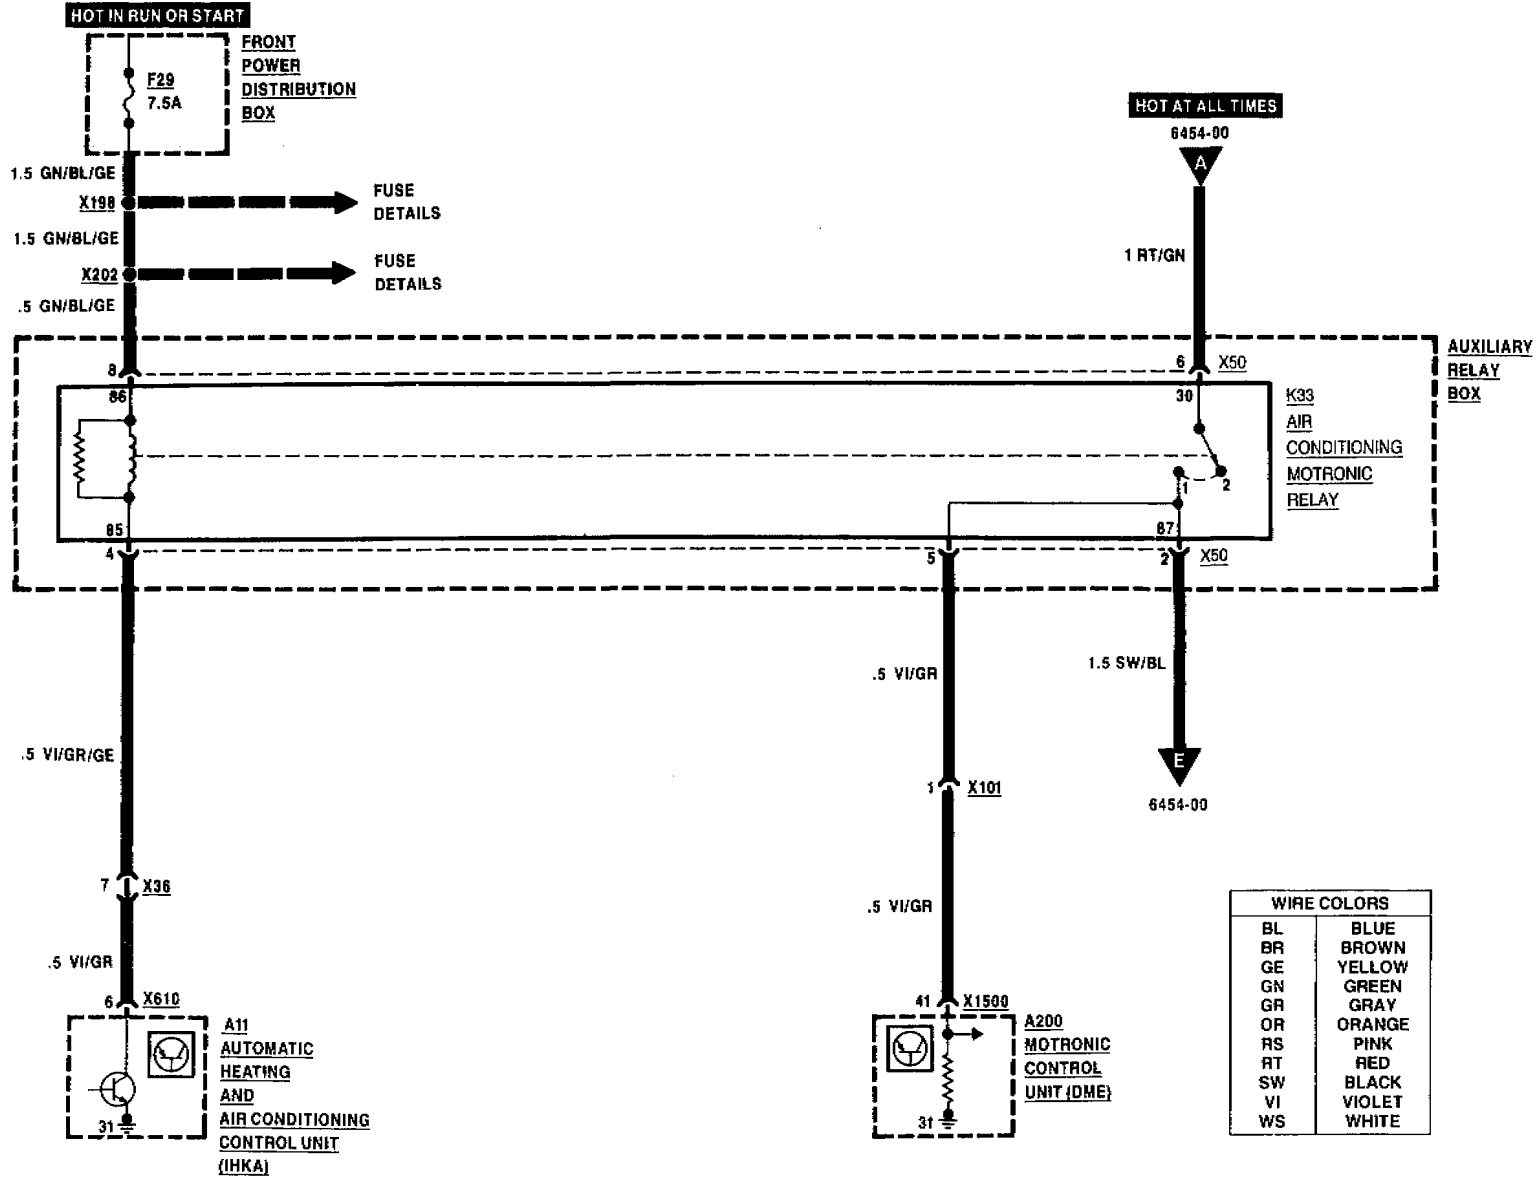 HOT IN RUN OR START
FRONT
POWER
DISTRIBUTION
BOX
F29
7.5A
HOT AT ALL TIMES
6454-00
A
1.5 GN/BL/GE
X198
FUSE
DETAILS
1.5 GN/BL/GE
1 RT/GN
X202
FUSE
DETAILS
.5 GN/BL/GE
AUXILIARY
RELAY
BOX
8
6
X50
86
30
K33
AIR
CONDITIONING
MOTRONIC
RELAY
1
2
85
87
4
5
2
X50
.5 VI/GR
1.5 SW/BL
.5 VI/GR/GE
E
6454-00
1
X101
7
X36
.5 VI/GR
.5 VI/GR
6
X610
41
X1500
A11
AUTOMATIC
HEATING
AND
AIR CONDITIONING
CONTROL UNIT
(IHKA)
31
A200
MOTRONIC
CONTROL
UNIT (DME)
31
WIRE COLORS
BL BLUE
BR BROWN
GE YELLOW
GN GREEN
GR GRAY
OR ORANGE
RS PINK
RT RED
SW BLACK
VI VIOLET
WS WHITE